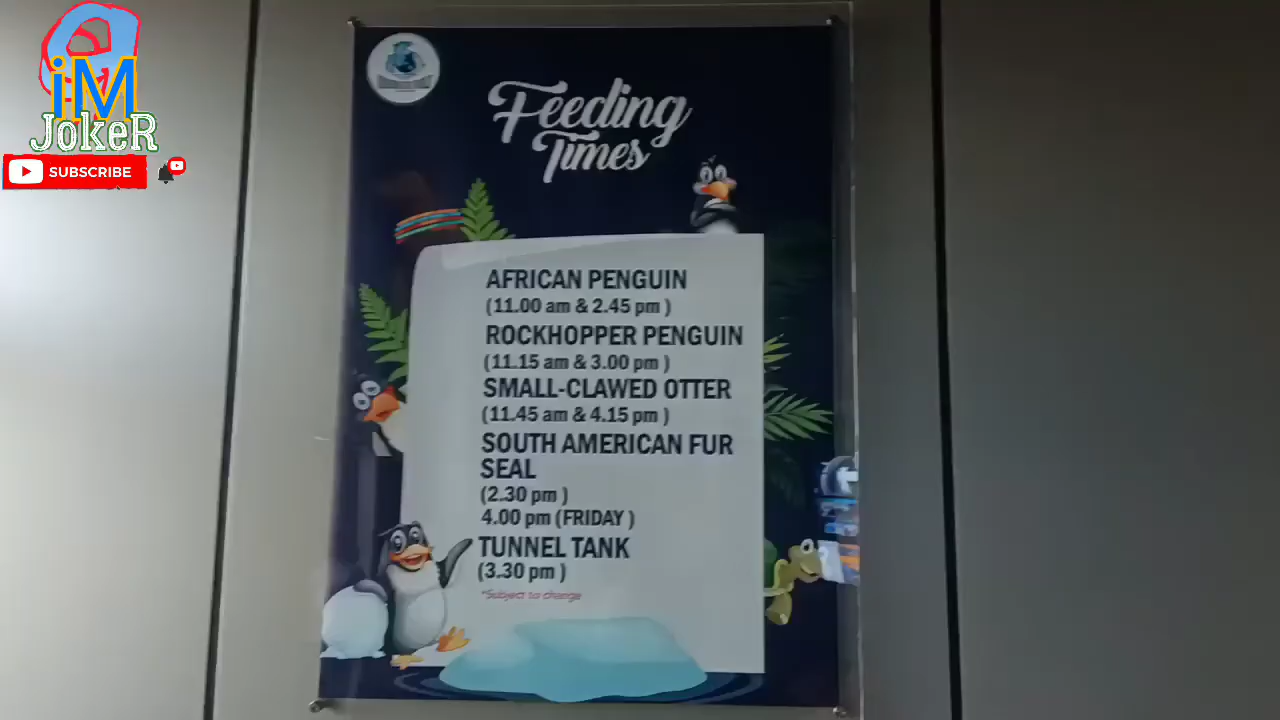 iM
JokeR
SUBSCRIBE
Feeding
Times
AFRICAN PENGUIN
(11.00 am & 2.45 pm )
ROCKHOPPER PENGUIN
(11.15 am & 3.00 pm )
SMALL-CLAWED OTTER
(11.45 am & 4.15 pm )
SOUTH AMERICAN FUR
SEAL
(2.30 pm )
4.00 pm (FRIDAY )
TUNNEL TANK
(3.30 pm )
*Subject to change